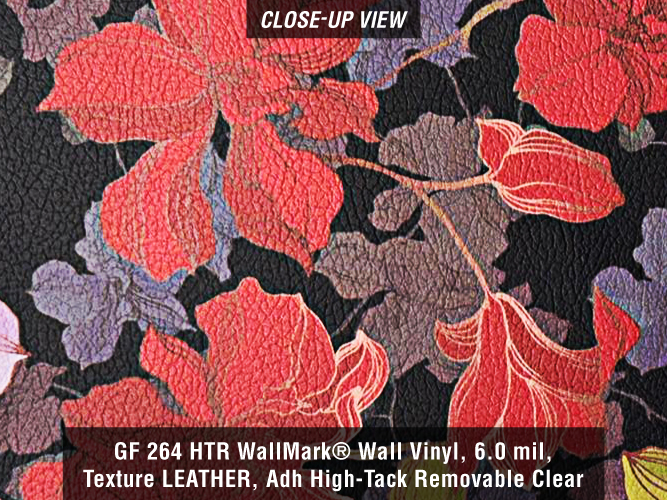 CLOSE-UP VIEW
GF 264 HTR WallMark® Wall Vinyl, 6.0 mil,
Texture LEATHER, Adh High-Tack Removable Clear